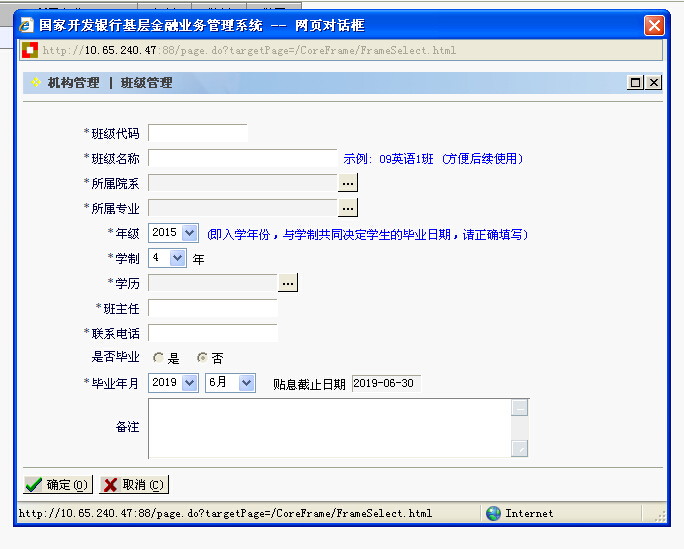 国家开发银行基层金融业务管理系统 -- 网页对话框
http://10.65.240.47:88/page.do?targetPage=/CoreFrame/FrameSelect.html
机构管理 | 班级管理
*班级代码
*班级名称 示例: 09英语1班 (方便后续使用)
*所属院系 ...
*所属专业 ...
*年级 2015 (即入学年份,与学制共同决定学生的毕业日期,请正确填写)
*学制 4 年
*学历 ...
*班主任
*联系电话
是否毕业 是 否
*毕业年月 2019 6月 贴息截止日期 2019-06-30
备注
确定(O) 取消(C)
http://10.65.240.47:88/page.do?targetPage=/CoreFrame/FrameSelect.html Internet